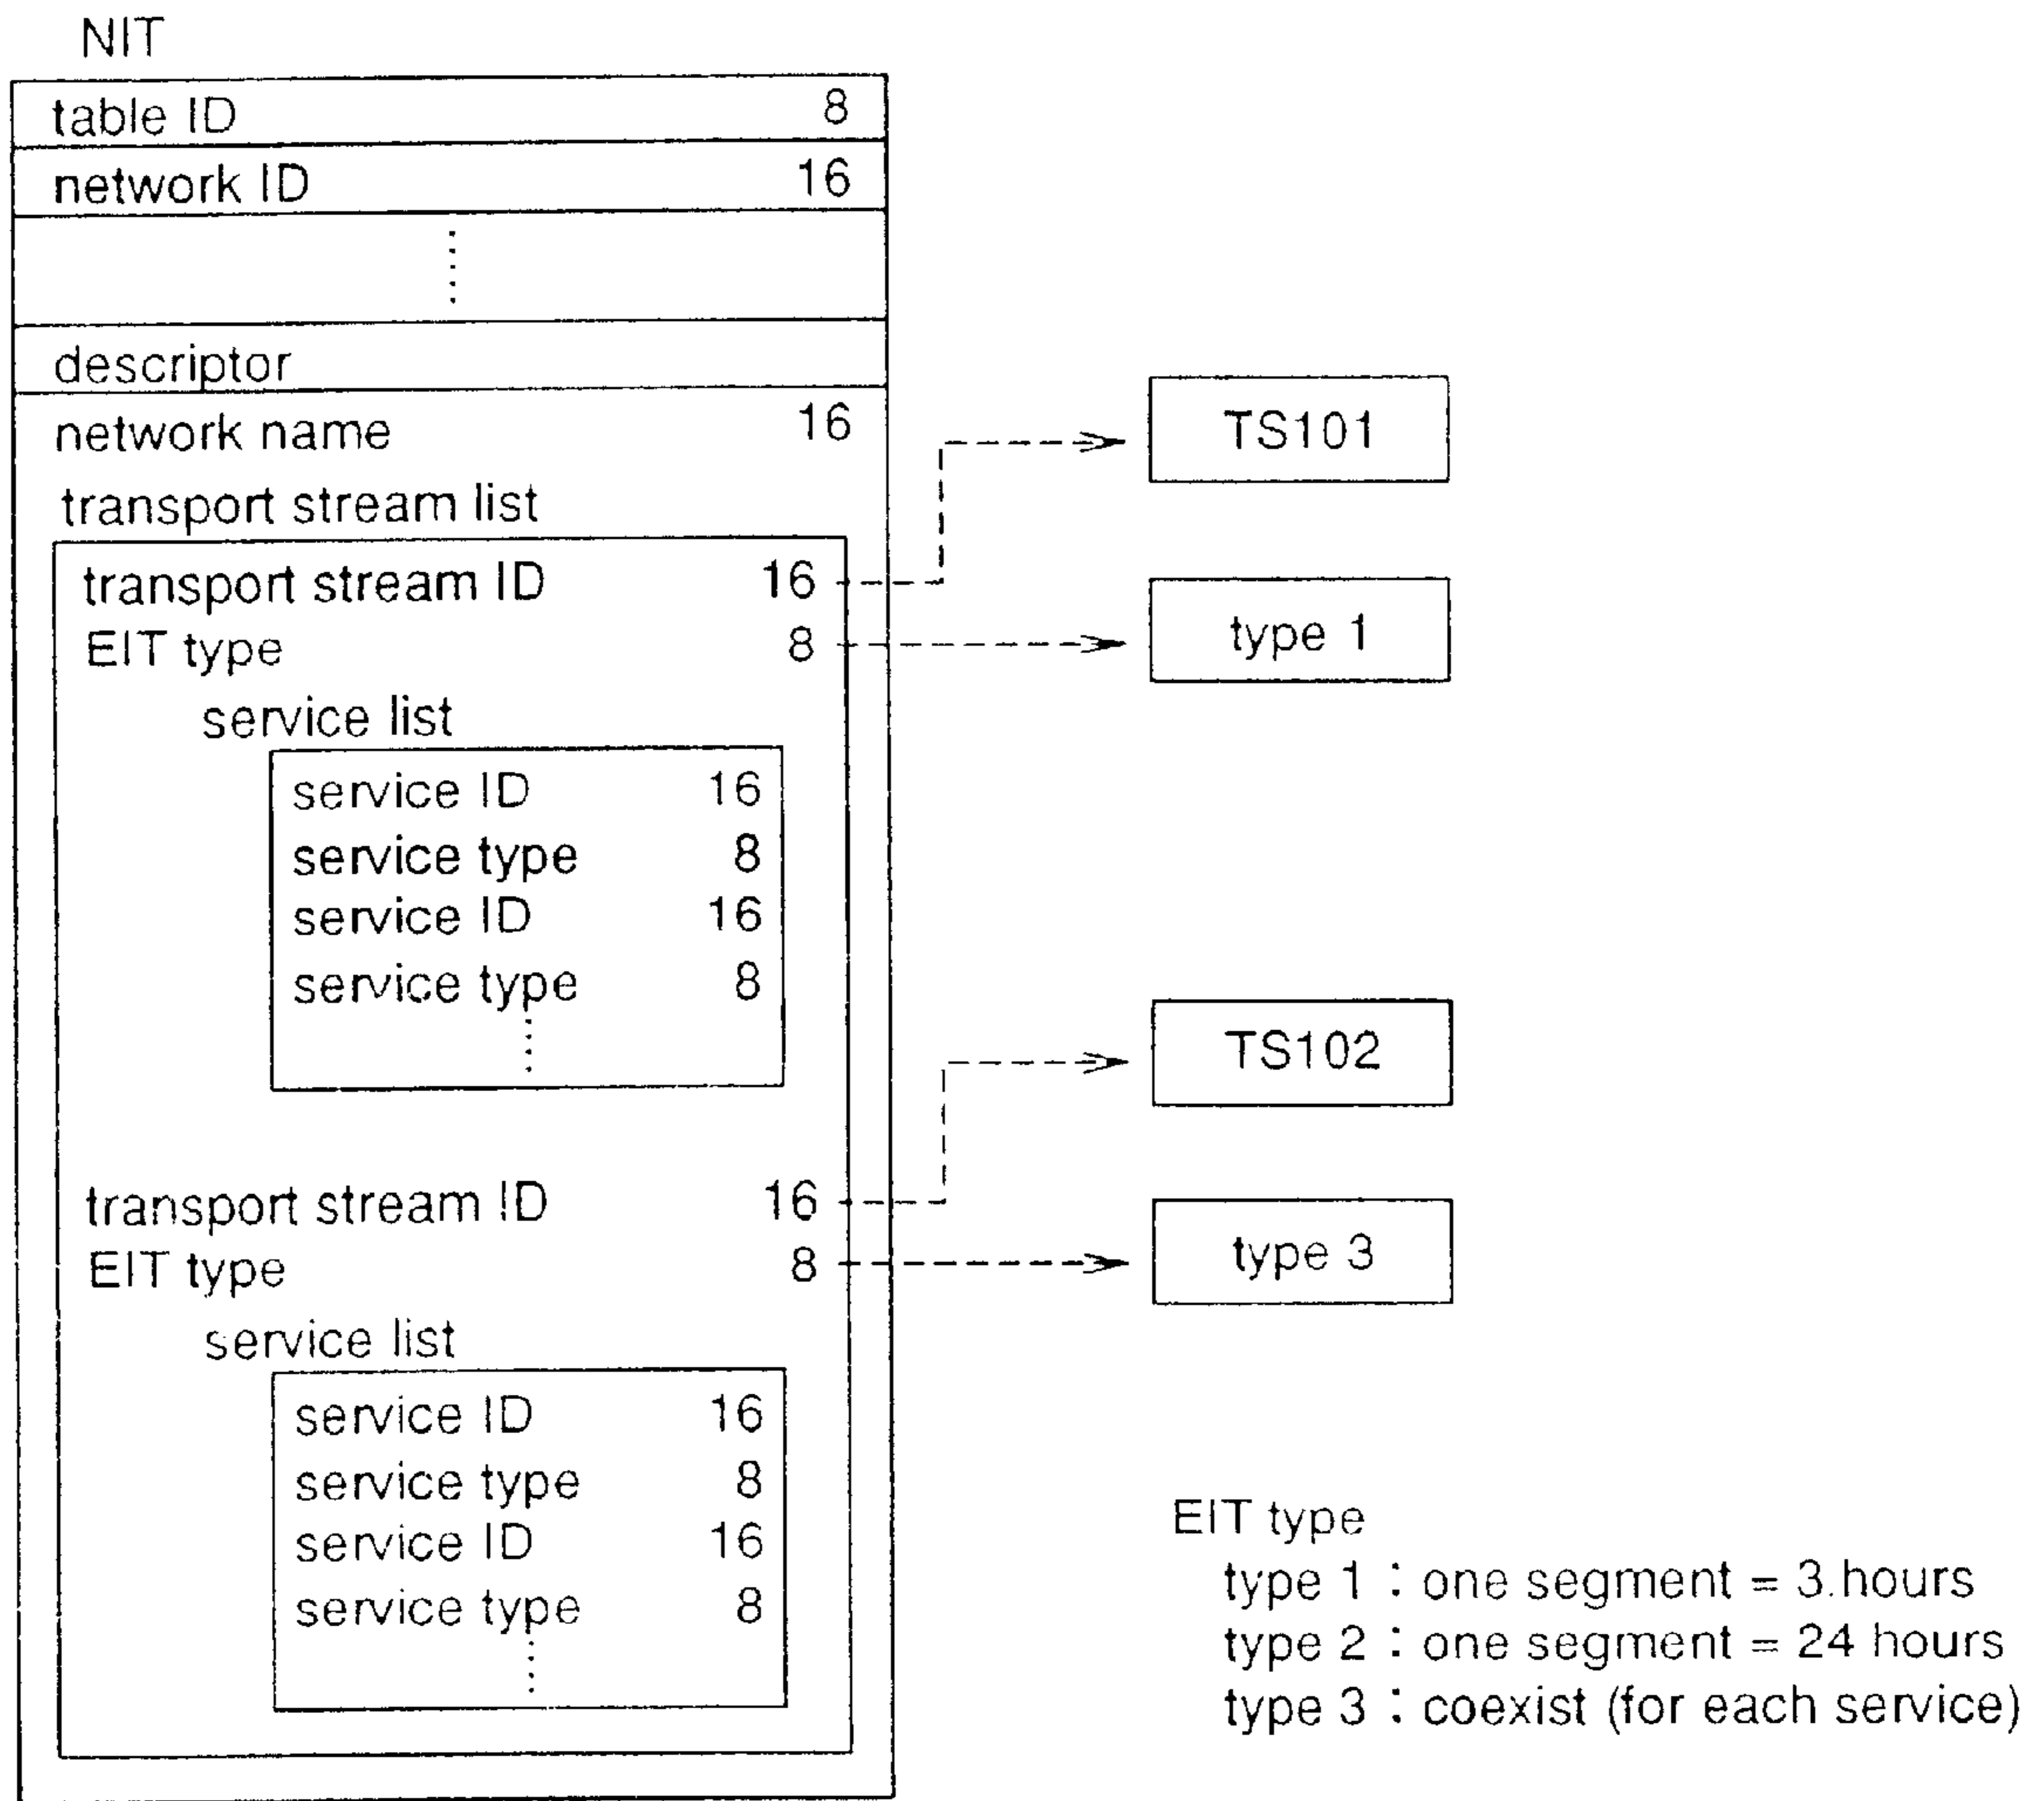 NIT
table ID 8
network ID 16
descriptor
network name 16
TS101
transport stream list
transport stream ID 16
type 1
EIT type 8
service list
service ID 16
service type 8
service ID 16
service type 8
TS102
transport stream ID 16
type 3
EIT type 8
service list
service ID 16
service type 8
service ID 16
service type 8
EIT type
type 1 : one segment = 3.hours
type 2 : one segment = 24 hours
type 3 : coexist (for each service)